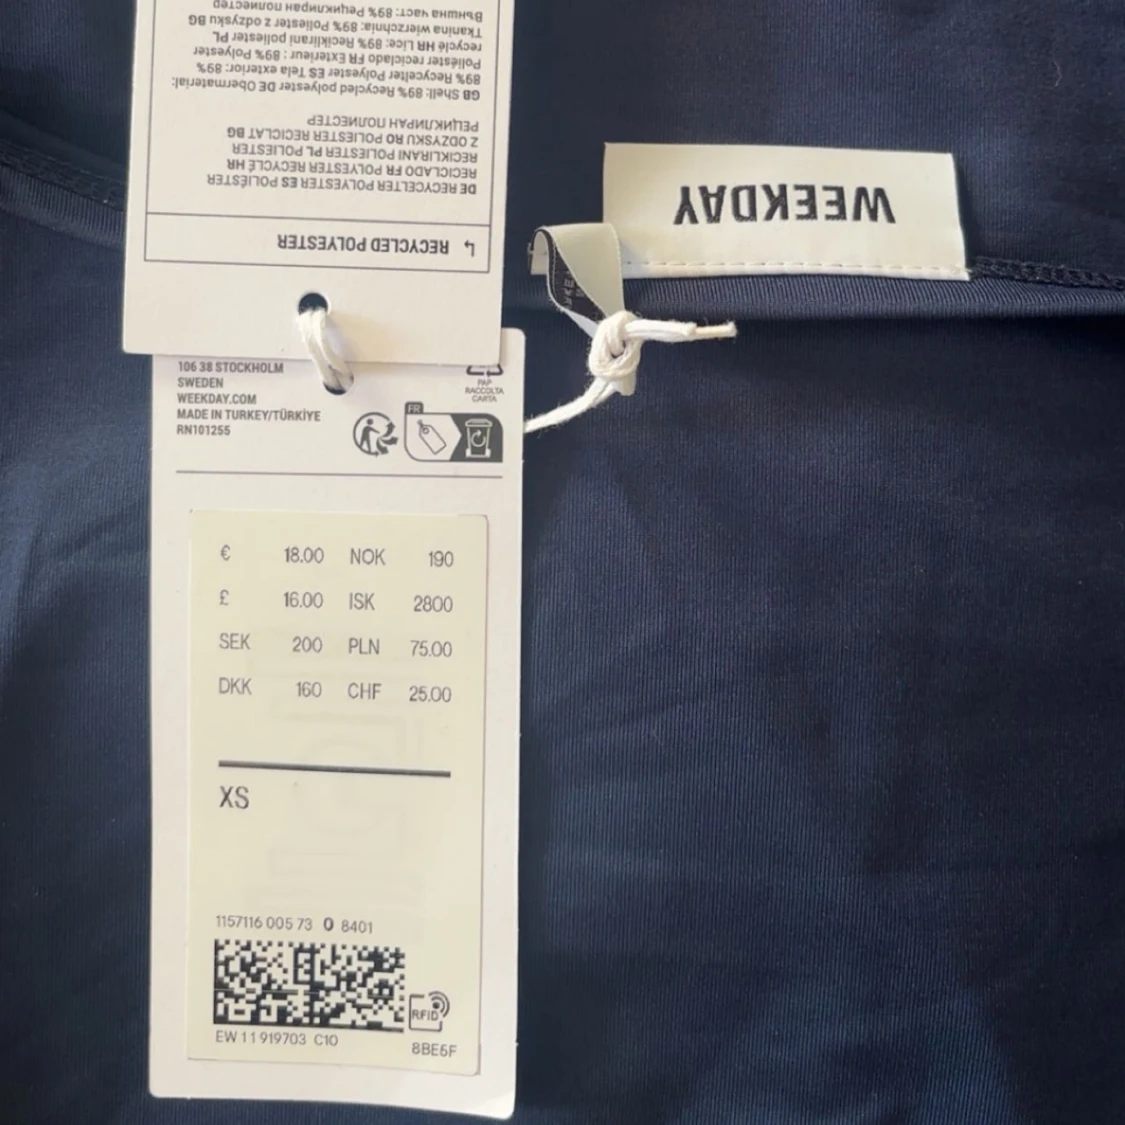 ↳ RECYCLED POLYESTER
DE RECYCELTER POLYESTER ES POLIÉSTER
RECICLADO FR POLYESTER RECYCLÉ HR
RECIKLIRANI POLIESTER PL POLIESTER
Z ODZYSKU RO POLIESTER RECICLAT BG
РЕЦИКЛИРАН ПОЛИЕСТЕР
GB Shell: 89% Recycled polyester DE Obermaterial:
89% Recycelter Polyester ES Tela exterior: 89%
Poliéster reciclado FR Extérieur : 89% Polyester
recyclé HR Lice: 89% Reciklirani poliester PL
Tkanina wierzchnia: 89% Poliester z odzysku BG
Външна част: 89% Рециклиран полиестер
WEEKDAY
106 38 STOCKHOLM
SWEDEN
WEEKDAY.COM
MADE IN TURKEY/TÜRKİYE
RN101255
PAP
RACCOLTA
CARTA
FR
€ 18.00 NOK 190
£ 16.00 ISK 2800
SEK 200 PLN 75.00
DKK 160 CHF 25.00
XS
1157116 005 73 0 8401
RFID
EW 11 919703 C10
8BE6F